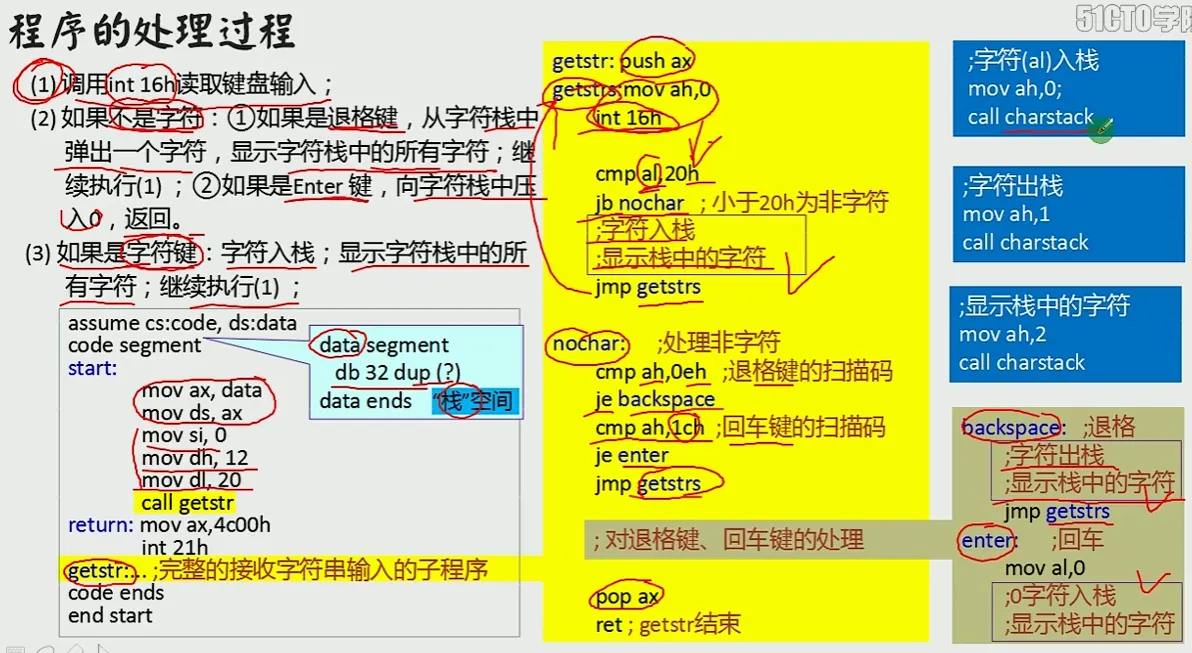 程序的处理过程
51CTO学院
(1) 调用int 16h读取键盘输入；
(2) 如果不是字符：①如果是退格键，从字符栈中
弹出一个字符，显示字符栈中的所有字符；继
续执行(1) ；②如果是Enter 键，向字符栈中压
入0，返回。
(3) 如果是字符键：字符入栈；显示字符栈中的所
有字符；继续执行(1) ；
assume cs:code, ds:data
code segment
start:
mov ax, data
mov ds, ax
mov si, 0
mov dh, 12
mov dl, 20
call getstr
return: mov ax,4c00h
int 21h
getstr:... ;完整的接收字符串输入的子程序
code ends
end start
data segment
db 32 dup (?)
data ends “栈”空间
getstr: push ax
getstrs:mov ah,0
int 16h
cmp al,20h
jb nochar ；小于20h为非字符
;字符入栈
;显示栈中的字符
jmp getstrs
nochar: ;处理非字符
cmp ah,0eh ;退格键的扫描码
je backspace
cmp ah,1ch ;回车键的扫描码
je enter
jmp getstrs
; 对退格键、回车键的处理
pop ax
ret ; getstr结束
;字符(al)入栈
mov ah,0;
call charstack
;字符出栈
mov ah,1
call charstack
;显示栈中的字符
mov ah,2
call charstack
backspace: ;退格
;字符出栈
;显示栈中的字符
jmp getstrs
enter: ;回车
mov al,0
;0字符入栈
;显示栈中的字符